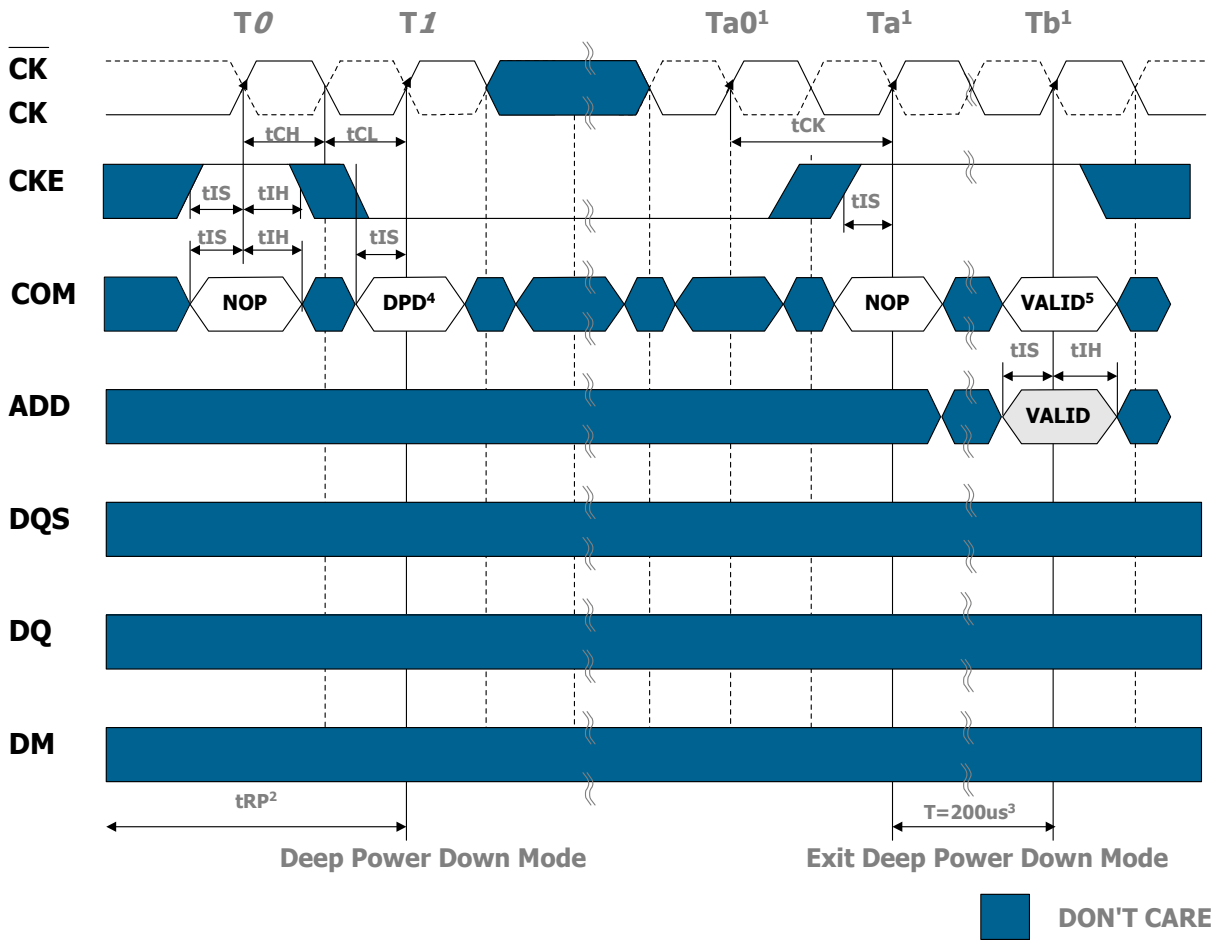 T0 T1 Ta0¹ Ta¹ Tb¹
CK
CK
tCH tCL tCK
CKE
tIS tIH tIS
tIS tIH tIS
COM NOP DPD⁴ NOP VALID⁵
tIS tIH
ADD VALID
DQS
DQ
DM
tRP² T=200us³
Deep Power Down Mode Exit Deep Power Down Mode
DON'T CARE